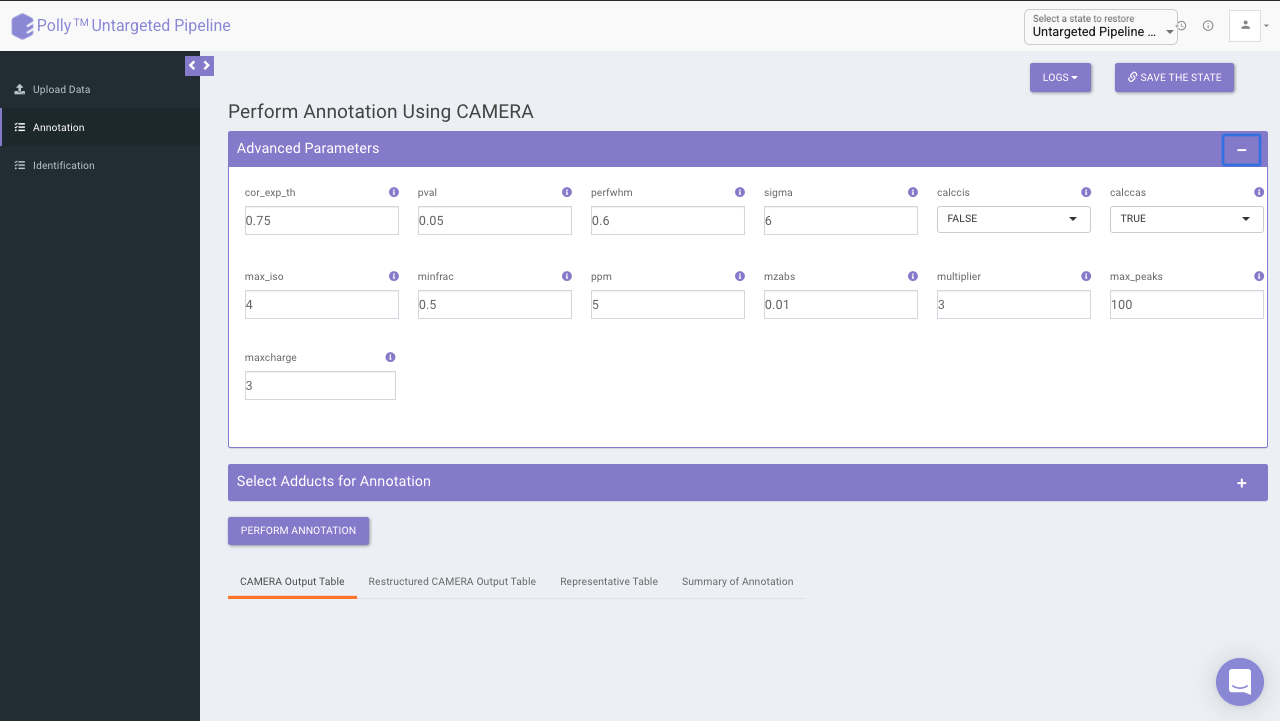 Polly™ Untargeted Pipeline
Select a state to restore
Untargeted Pipeline ...
Upload Data
Annotation
Identification
LOGS
SAVE THE STATE
Perform Annotation Using CAMERA
Advanced Parameters
cor_exp_th pval perfwhm sigma calccis calccas
0.75 0.05 0.6 6 FALSE TRUE
max_iso minfrac ppm mzabs multiplier max_peaks
4 0.5 5 0.01 3 100
maxcharge
3
Select Adducts for Annotation
PERFORM ANNOTATION
CAMERA Output Table Restructured CAMERA Output Table Representative Table Summary of Annotation